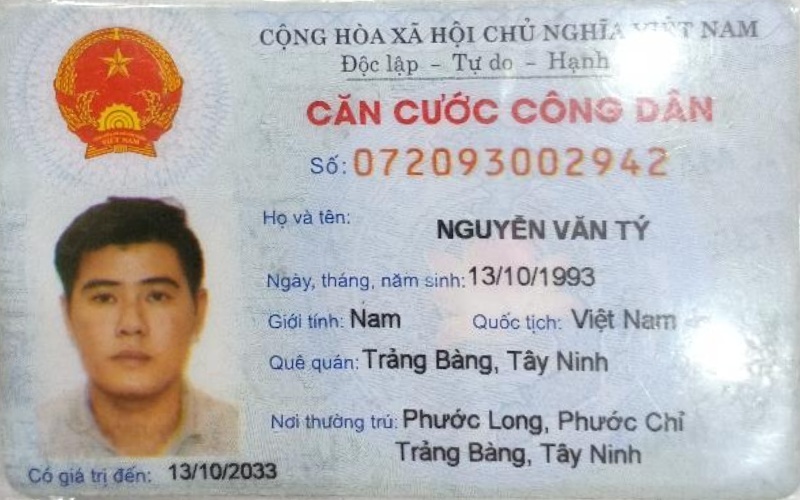 CỘNG HÒA XÃ HỘI CHỦ NGHĨA VIỆT NAM
Độc lập - Tự do - Hạnh
CĂN CƯỚC CÔNG DÂN
Số: 072093002942
Họ và tên: NGUYỄN VĂN TÝ
Ngày, tháng, năm sinh: 13/10/1993
Giới tính: Nam Quốc tịch: Việt Nam
Quê quán: Trảng Bàng, Tây Ninh
Nơi thường trú: Phước Long, Phước Chỉ
Trảng Bàng, Tây Ninh
Có giá trị đến: 13/10/2033